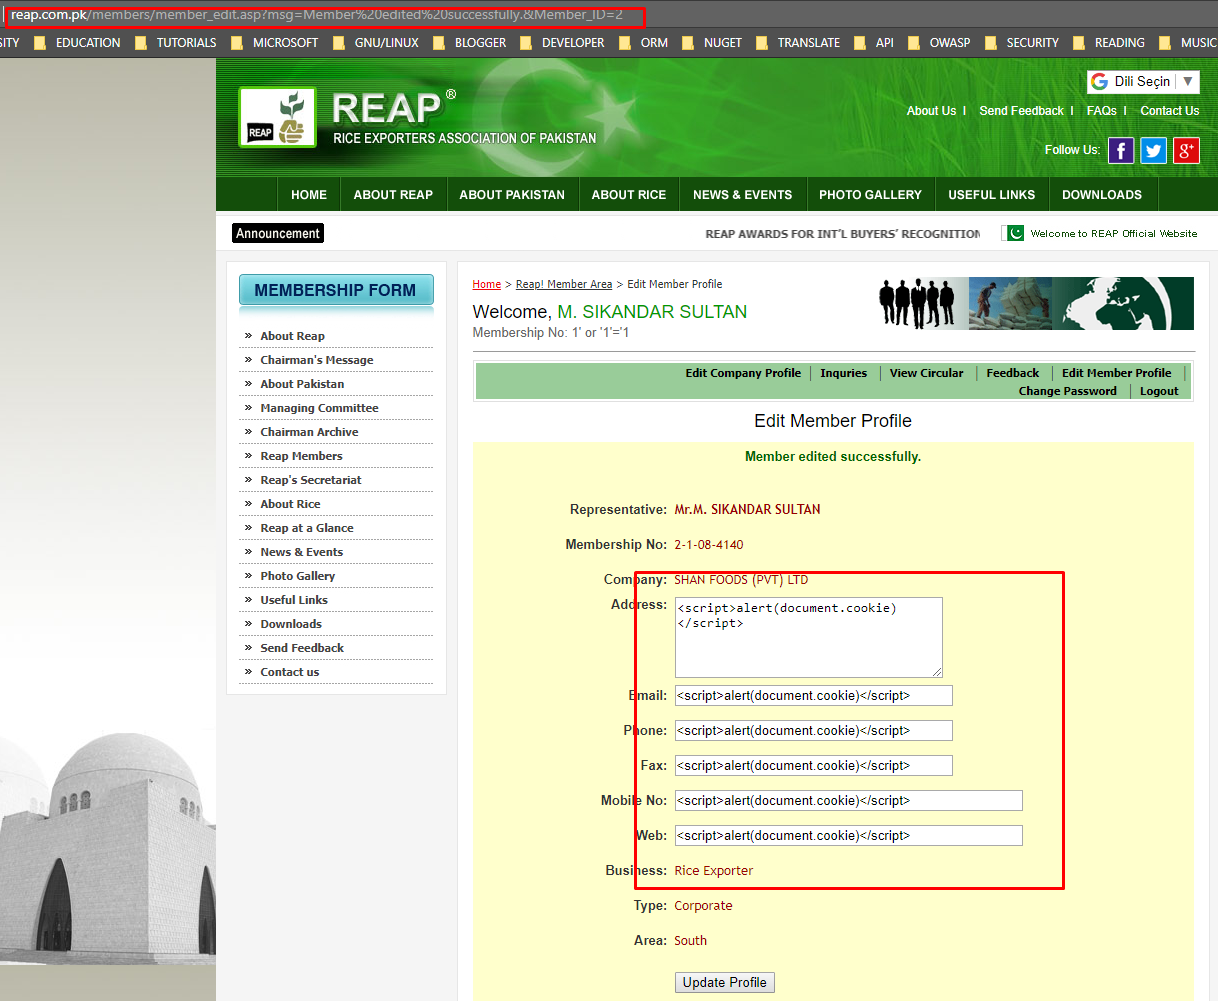 reap.com.pk/members/member_edit.asp?msg=Member%20edited%20successfully.&Member_ID=2
SITY EDUCATION TUTORIALS MICROSOFT GNU/LINUX BLOGGER DEVELOPER ORM NUGET TRANSLATE API OWASP SECURITY READING MUSIC
G Dili Seçin ▼
REAP
REAP ®
RICE EXPORTERS ASSOCIATION OF PAKISTAN
About Us | Send Feedback | FAQs | Contact Us
Follow Us: f g+
HOME ABOUT REAP ABOUT PAKISTAN ABOUT RICE NEWS & EVENTS PHOTO GALLERY USEFUL LINKS DOWNLOADS
Announcement REAP AWARDS FOR INT'L BUYERS' RECOGNITION Welcome to REAP Official Website
MEMBERSHIP FORM
» About Reap
» Chairman's Message
» About Pakistan
» Managing Committee
» Chairman Archive
» Reap Members
» Reap's Secretariat
» About Rice
» Reap at a Glance
» News & Events
» Photo Gallery
» Useful Links
» Downloads
» Send Feedback
» Contact us
Home > Reap! Member Area > Edit Member Profile
Welcome, M. SIKANDAR SULTAN
Membership No: 1' or '1'='1
Edit Company Profile | Inquries | View Circular | Feedback | Edit Member Profile |
Change Password | Logout
Edit Member Profile
Member edited successfully.
Representative: Mr.M. SIKANDAR SULTAN
Membership No: 2-1-08-4140
Company: SHAN FOODS (PVT) LTD
Address: <script>alert(document.cookie)
</script>
Email: <script>alert(document.cookie)</script>
Phone: <script>alert(document.cookie)</script>
Fax: <script>alert(document.cookie)</script>
Mobile No: <script>alert(document.cookie)</script>
Web: <script>alert(document.cookie)</script>
Business: Rice Exporter
Type: Corporate
Area: South
Update Profile